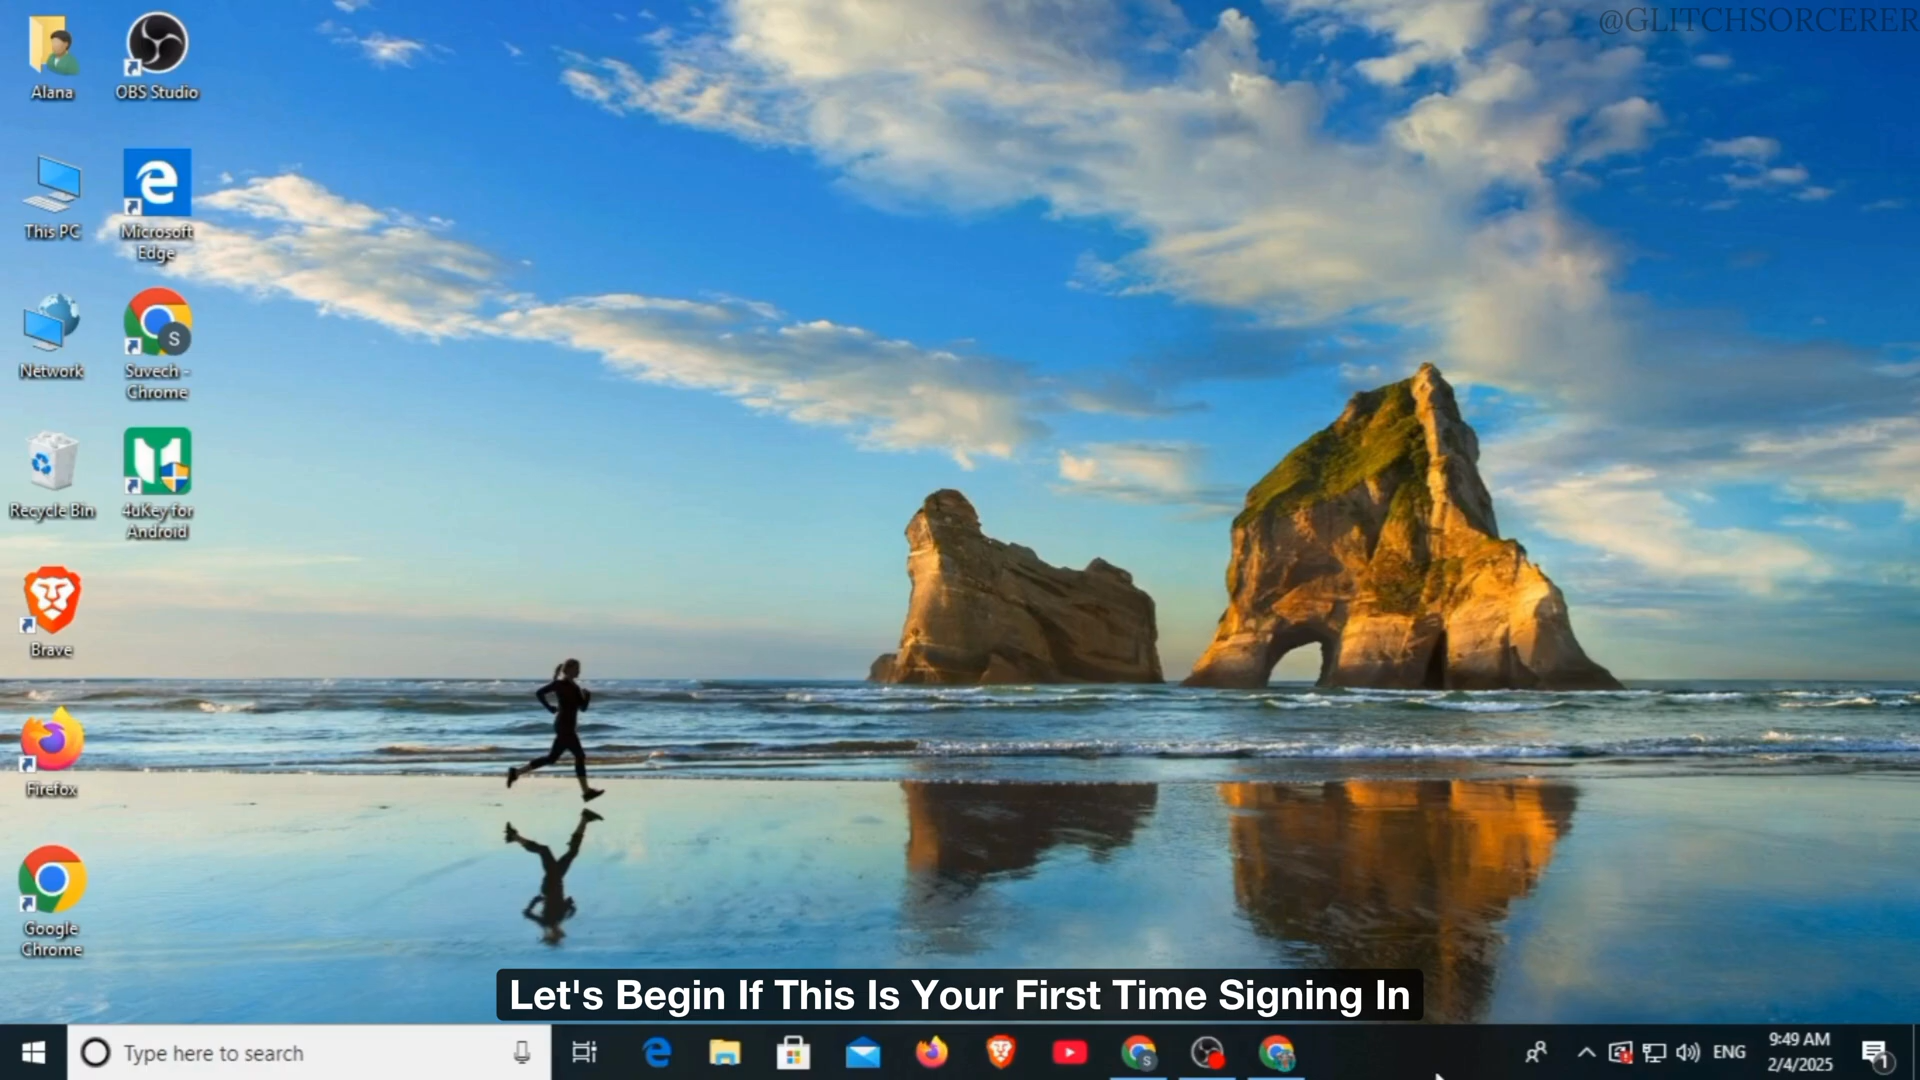 @GLITCHSORCERER
Alana
OBS Studio
This PC
Microsoft
Edge
Network
S
Suvech -
Chrome
Recycle Bin
4uKey for
Android
Brave
Firefox
Google
Chrome
Let's Begin If This Is Your First Time Signing In
Type here to search
S
ENG
9:49 AM
2/4/2025
1